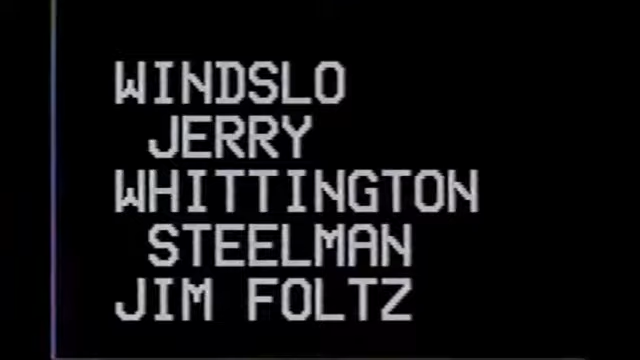 WINDSLO
JERRY
WHITTINGTON
STEELMAN
JIM FOLTZ